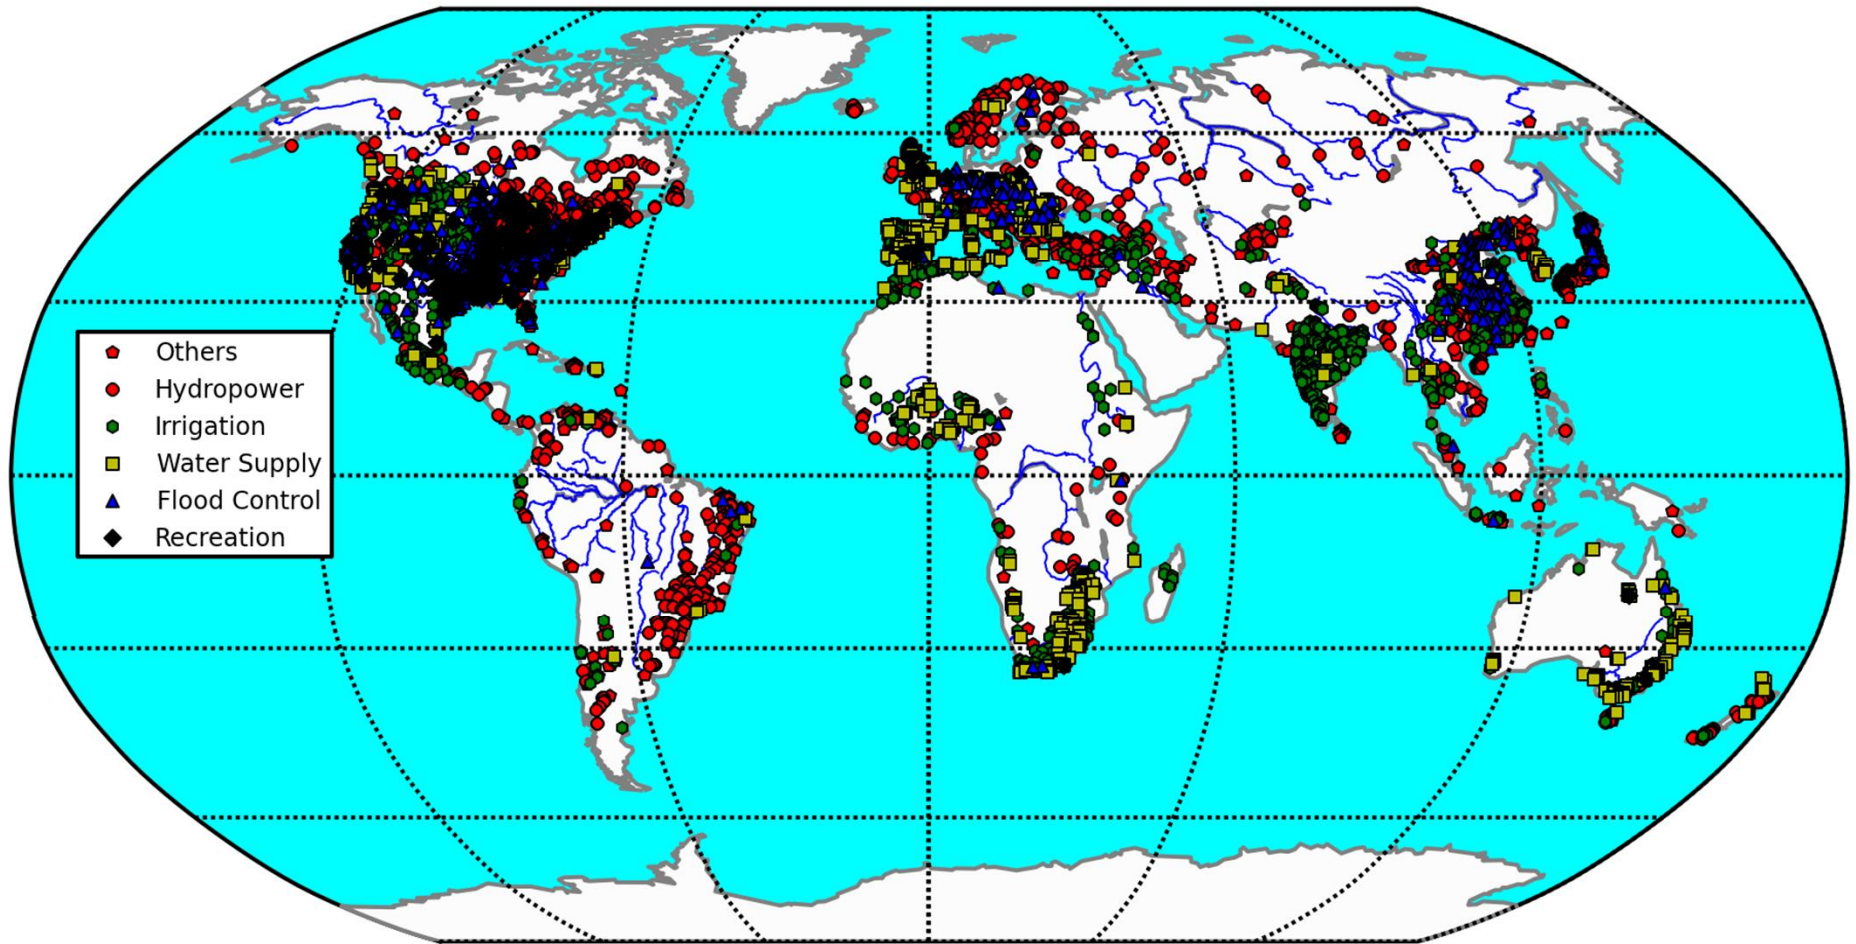 Others
Hydropower
Irrigation
Water Supply
Flood Control
Recreation